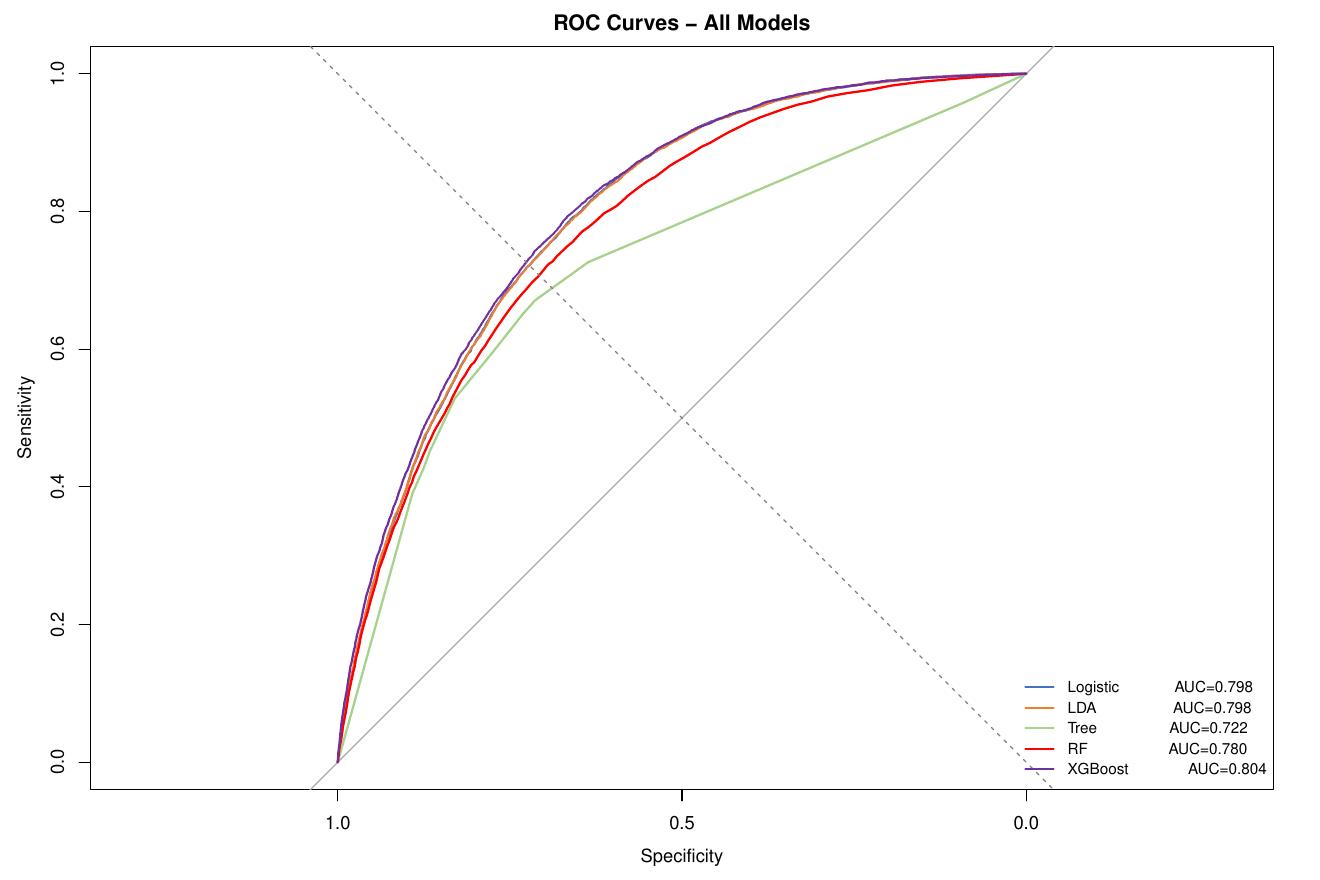 ROC Curves − All Models
Sensitivity
1.0
0.8
0.6
0.4
0.2
0.0
Logistic AUC=0.798
LDA AUC=0.798
Tree AUC=0.722
RF AUC=0.780
XGBoost AUC=0.804
1.0 0.5 0.0
Specificity